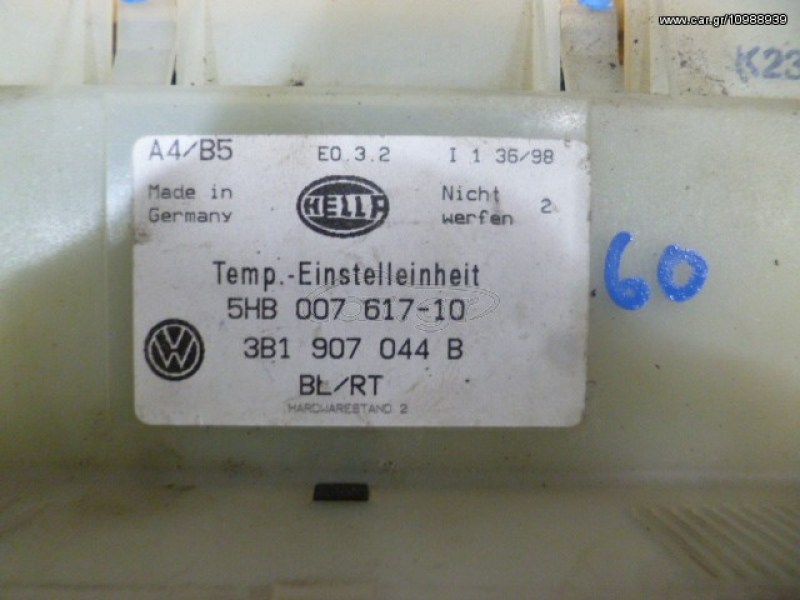 www.car.gr/10988939
K23
A4/B5 E0.3.2 I 1 36/98
Made in Germany
HELLA
Nicht werfen 2
Temp.-Einstelleinheit
5HB 007 617-10
VW
3B1 907 044 B
BL/RT
HARDWARESTAND 2
60